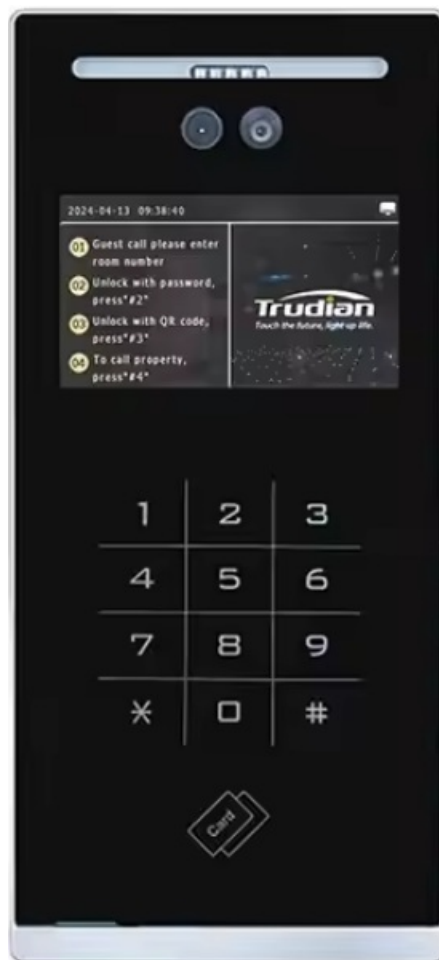 2024-04-13 09:38:40
01 Guest call please enter
room number
02 Unlock with password,
press"#2"
03 Unlock with QR code,
press"#3"
04 To call property,
press"#4"
Trudian
Touch the future, light up life.
1 2 3
4 5 6
7 8 9
* 0 #
Card